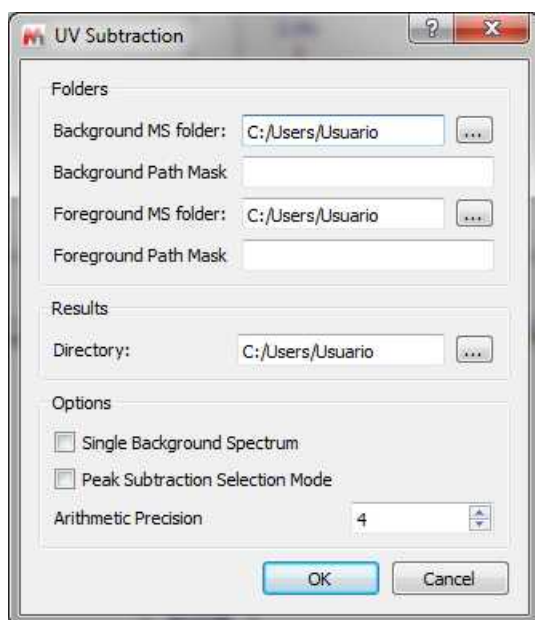 UV Subtraction
Folders
Background MS folder: C:/Users/Usuario ...
Background Path Mask
Foreground MS folder: C:/Users/Usuario ...
Foreground Path Mask
Results
Directory: C:/Users/Usuario ...
Options
Single Background Spectrum
Peak Subtraction Selection Mode
Arithmetic Precision 4
OK Cancel